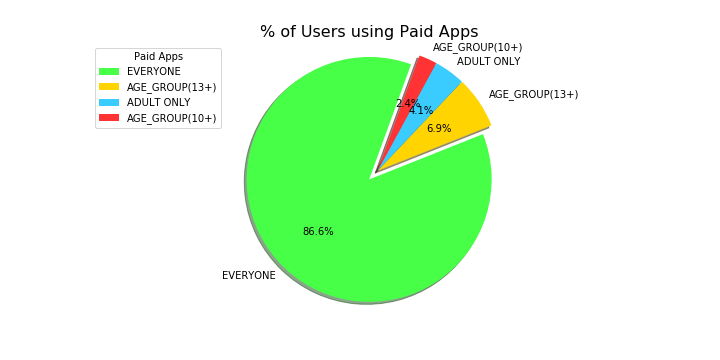 % of Users using Paid Apps
Paid Apps
EVERYONE
AGE_GROUP(13+)
ADULT ONLY
AGE_GROUP(10+)
AGE_GROUP(10+)
ADULT ONLY
AGE_GROUP(13+)
2.4%
4.1%
6.9%
86.6%
EVERYONE